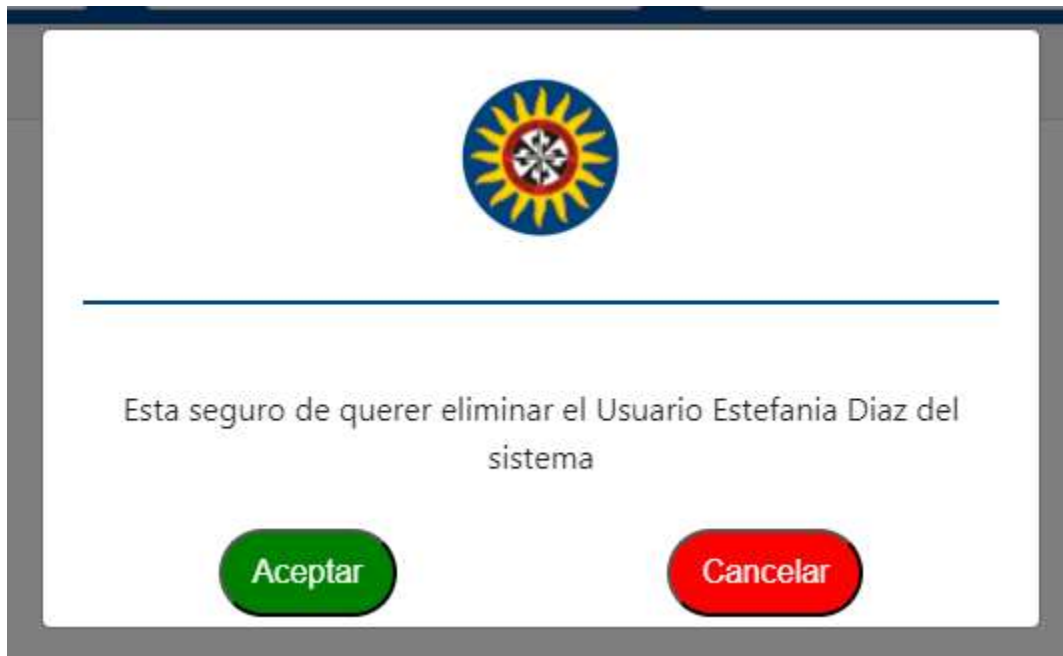 Esta seguro de querer eliminar el Usuario Estefania Diaz del
sistema
Aceptar
Cancelar